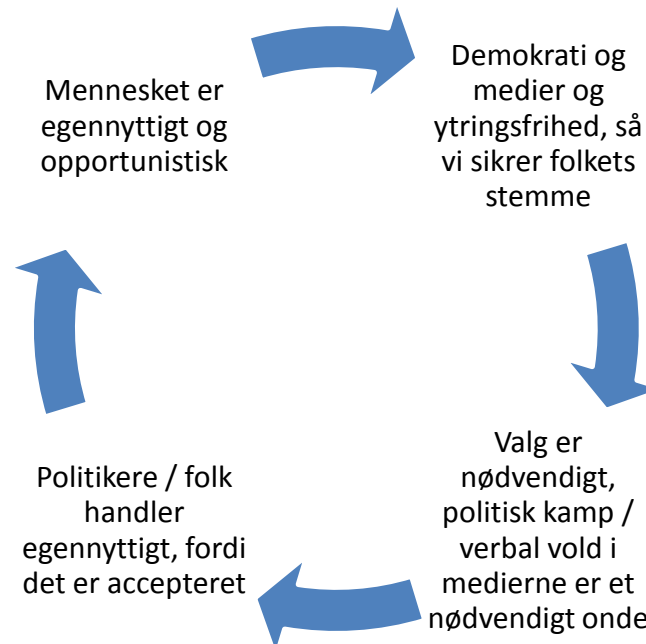 Mennesket er
egennyttigt og
opportunistisk
Demokrati og
medier og
ytringsfrihed, så
vi sikrer folkets
stemme
Valg er
nødvendigt,
politisk kamp /
verbal vold i
medierne er et
nødvendigt onde
Politikere / folk
handler
egennyttigt, fordi
det er accepteret